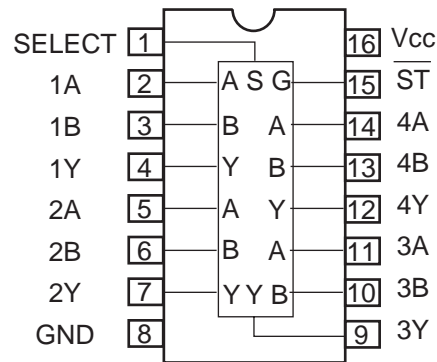 SELECT 1 16 Vcc
1A 2 A S G 15 S̅T̅
1B 3 B A 14 4A
1Y 4 Y B 13 4B
2A 5 A Y 12 4Y
2B 6 B A 11 3A
2Y 7 Y Y B 10 3B
GND 8 9 3Y